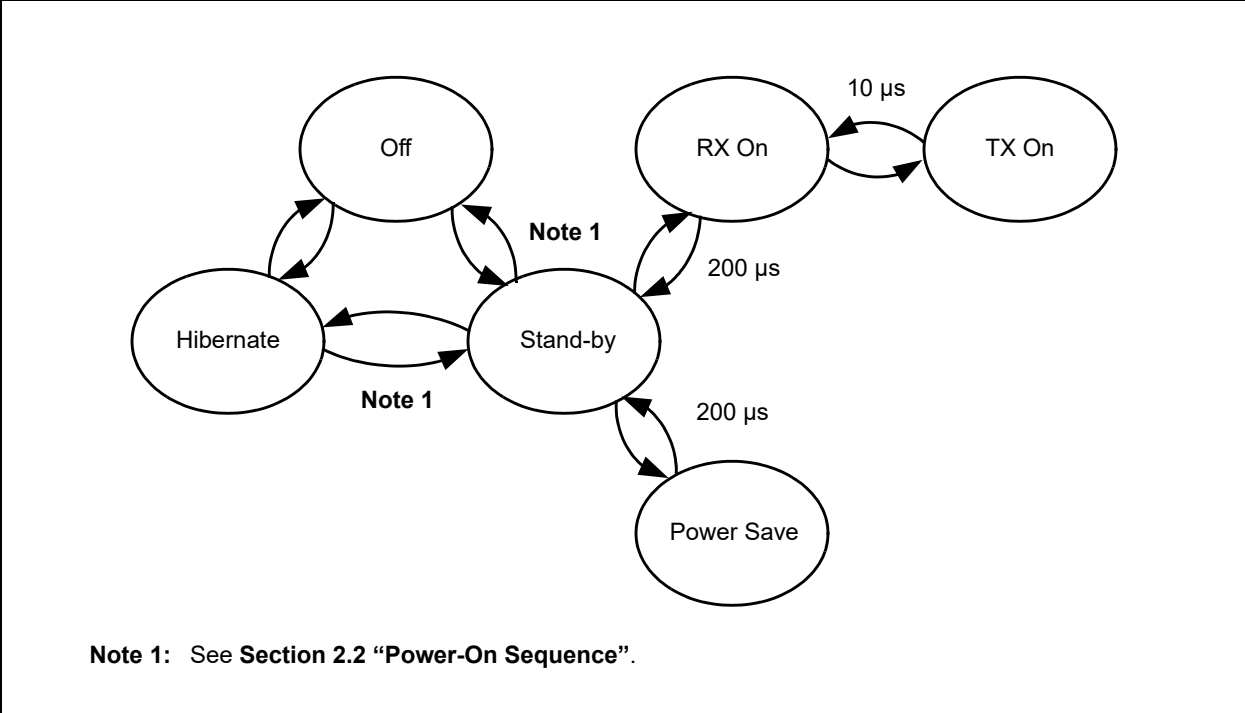 10 µs
Off
RX On
TX On
Note 1
200 µs
Hibernate
Stand-by
Note 1
200 µs
Power Save
Note 1: See Section 2.2 “Power-On Sequence”.